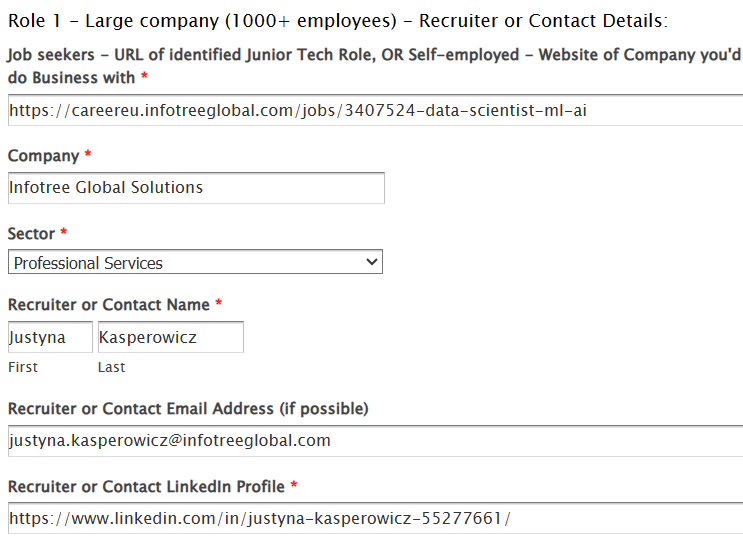 Role 1 - Large company (1000+ employees) - Recruiter or Contact Details:
Job seekers - URL of identified Junior Tech Role, OR Self-employed - Website of Company you'd
do Business with *
https://careereu.infotreeglobal.com/jobs/3407524-data-scientist-ml-ai
Company *
Infotree Global Solutions
Sector *
Professional Services
Recruiter or Contact Name *
Justyna Kasperowicz
First Last
Recruiter or Contact Email Address (if possible)
justyna.kasperowicz@infotreeglobal.com
Recruiter or Contact LinkedIn Profile *
https://www.linkedin.com/in/justyna-kasperowicz-55277661/